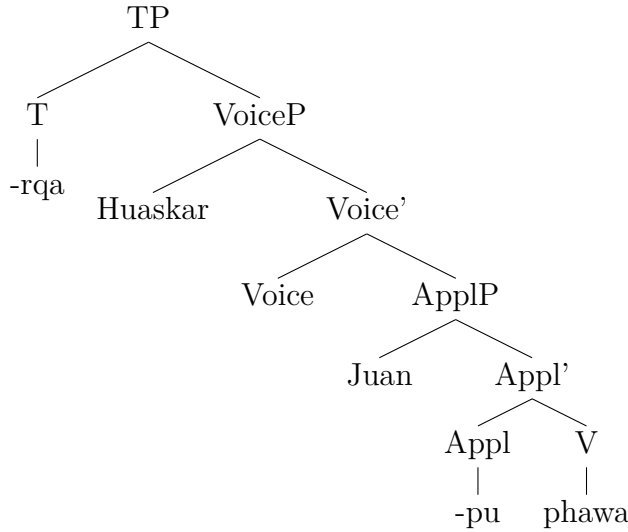 TP
T VoiceP
-rqa
Huaskar Voice'
Voice ApplP
Juan Appl'
Appl V
-pu phawa